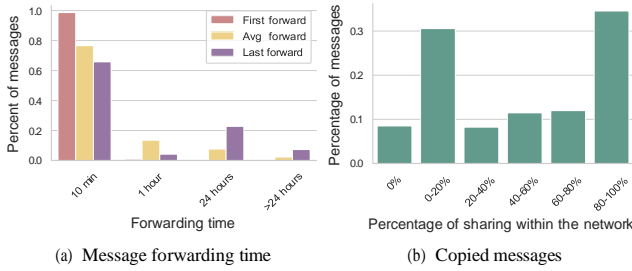 Percent of messages
1.0
0.8
0.6
0.4
0.2
0.0
First forward
Avg forward
Last forward
10 min
1 hour
24 hours
>24 hours
Forwarding time
(a) Message forwarding time
Percentage of messages
0.3
0.2
0.1
0.0
0%
0-20%
20-40%
40-60%
60-80%
80-100%
Percentage of sharing within the network
(b) Copied messages